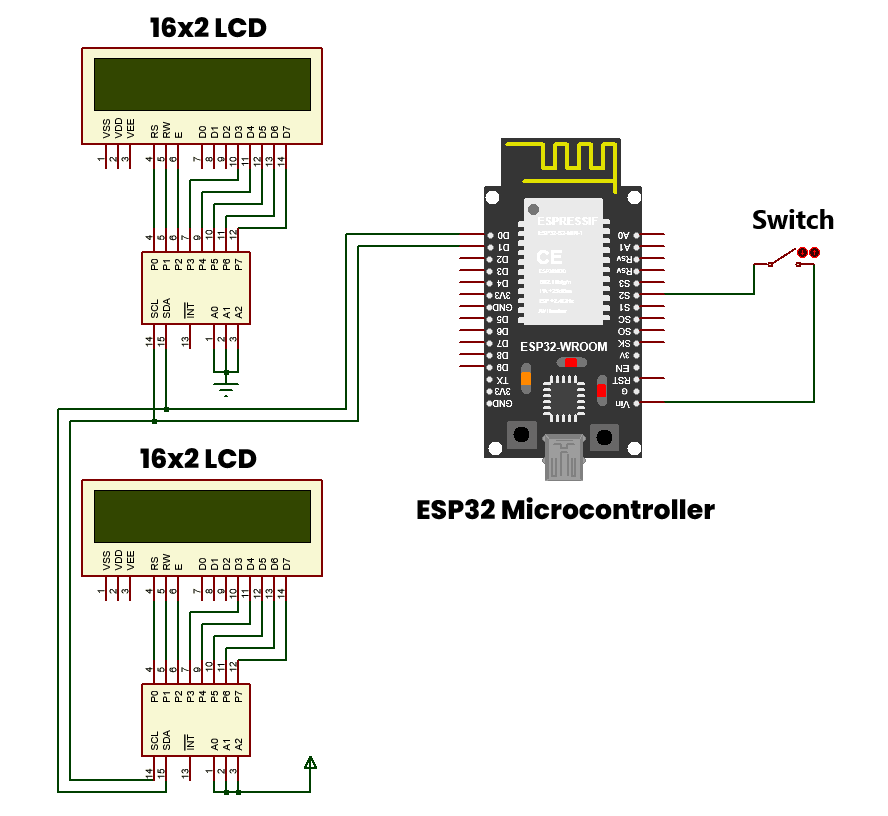 16x2 LCD
VSS VDD VEE RS RW E D0 D1 D2 D3 D4 D5 D6 D7
1 2 3 4 5 6 7 8 9 10 11 12 13 14
4 5 6 7 9 10 11 12
P0 P1 P2 P3 P4 P5 P6 P7
SCL SDA INT A0 A1 A2
14 15 13 1 2 3
ESPRESSIF
CE
ESP32-WROOM
D0 A0
D1 A1
D2 Rsv
D3 Rsv
D4 S3
3V3 S2
GND S1
D5 SC
D6 SO
D7 SK
D8 3V
D9 EN
TX RST
3V3 G
GND Vin
Switch
ESP32 Microcontroller
16x2 LCD
VSS VDD VEE RS RW E D0 D1 D2 D3 D4 D5 D6 D7
1 2 3 4 5 6 7 8 9 10 11 12 13 14
4 5 6 7 9 10 11 12
P0 P1 P2 P3 P4 P5 P6 P7
SCL SDA INT A0 A1 A2
14 15 13 1 2 3